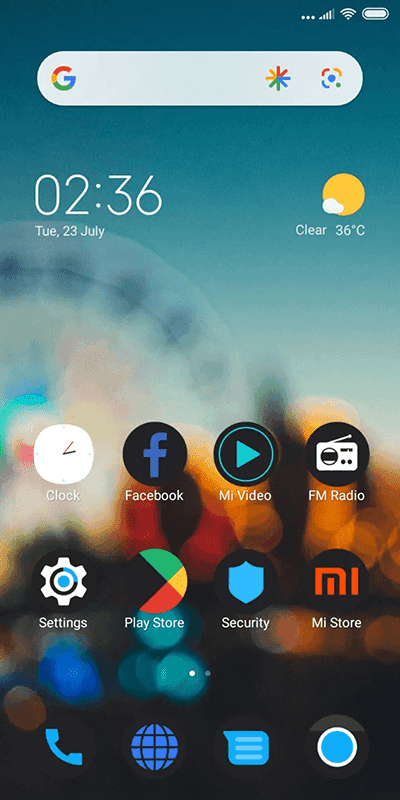 02:36
Tue, 23 July
Clear 36°C
Clock
Facebook
Mi Video
FM Radio
Settings
Play Store
Security
Mi Store